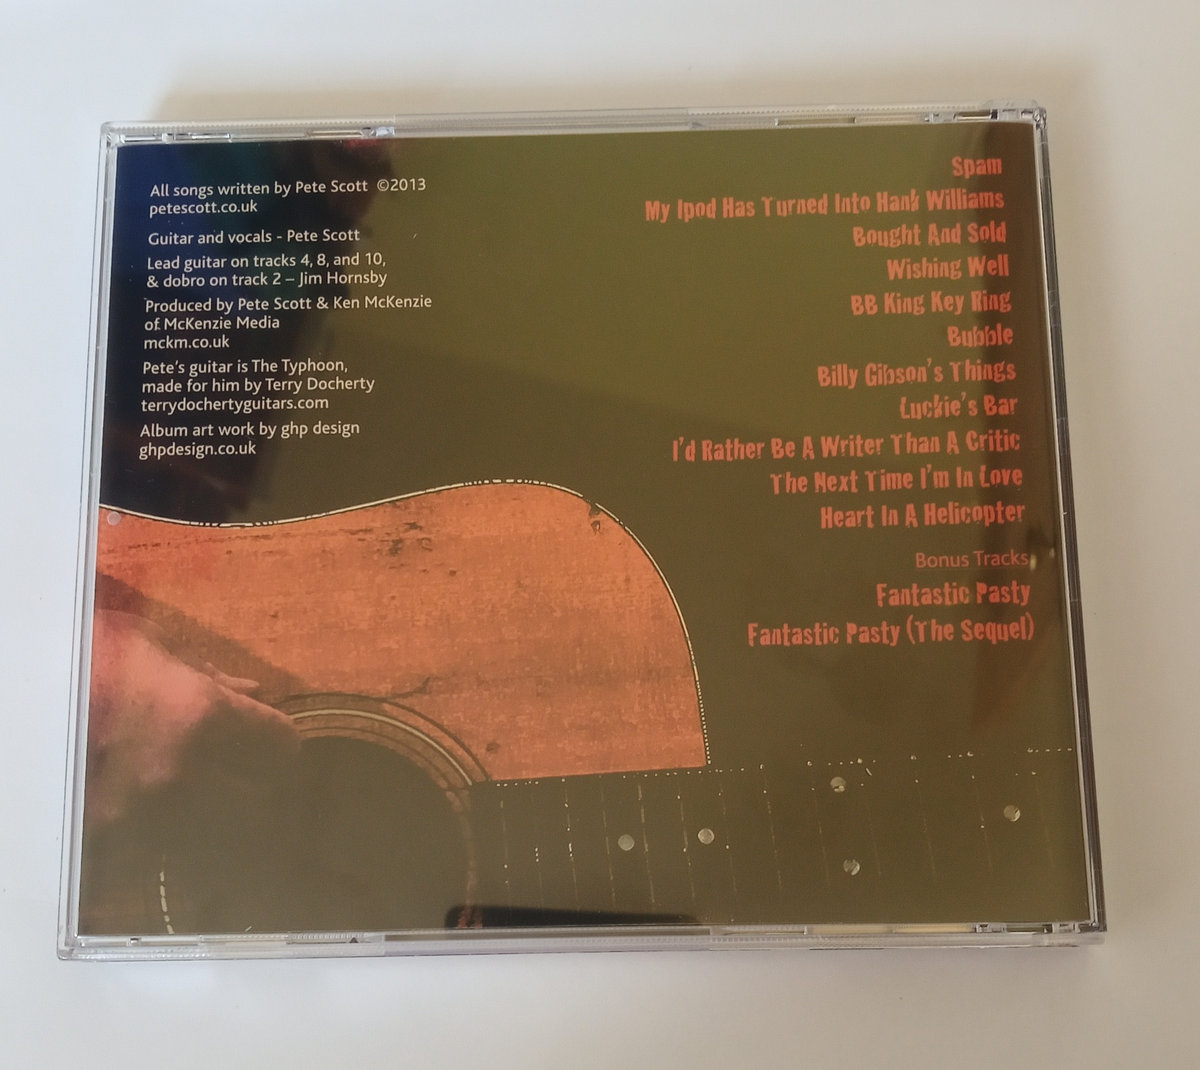 All songs written by Pete Scott ©2013
petescott.co.uk
Guitar and vocals - Pete Scott
Lead guitar on tracks 4, 8, and 10,
& dobro on track 2 – Jim Hornsby
Produced by Pete Scott & Ken McKenzie
of McKenzie Media
mckm.co.uk
Pete's guitar is The Typhoon,
made for him by Terry Docherty
terrydochertyguitars.com
Album art work by ghp design
ghpdesign.co.uk
Spam
My Ipod Has Turned Into Hank Williams
Bought And Sold
Wishing Well
BB King Key Ring
Bubble
Billy Gibson's Things
Luckie's Bar
I'd Rather Be A Writer Than A Critic
The Next Time I'm In Love
Heart In A Helicopter
Bonus Tracks
Fantastic Pasty
Fantastic Pasty (The Sequel)